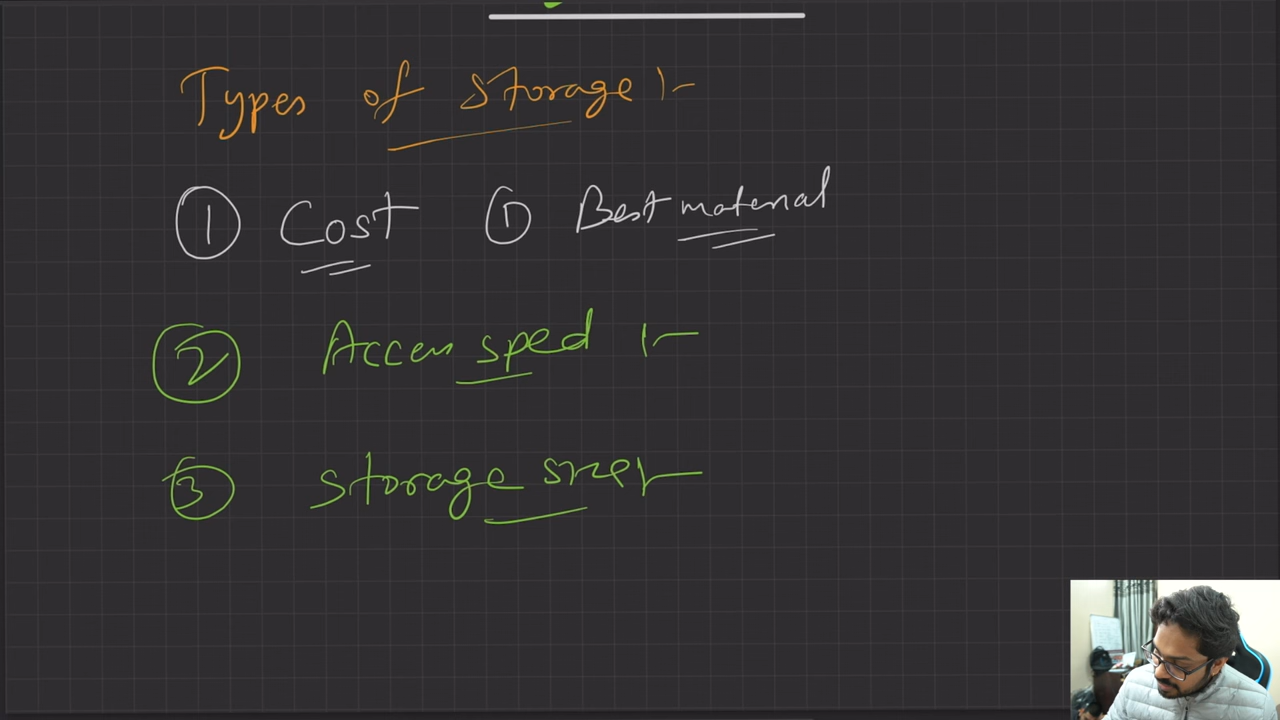 Types of storage :-
① Cost ① Best material
② Access sped :-
③ Storage size :-